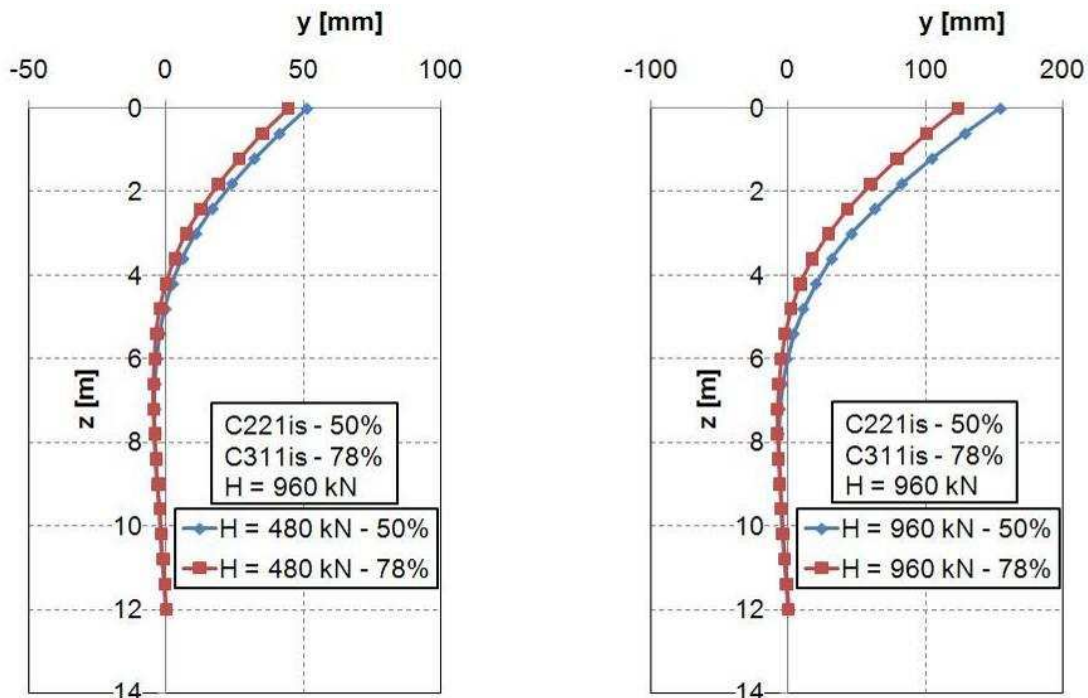 y [mm]
-50 0 50 100
0
2
4
6
8
10
12
14
z [m]
C221is - 50%
C311is - 78%
H = 960 kN
H = 480 kN - 50%
H = 480 kN - 78%
y [mm]
-100 0 100 200
0
2
4
6
8
10
12
14
z [m]
C221is - 50%
C311is - 78%
H = 960 kN
H = 960 kN - 50%
H = 960 kN - 78%